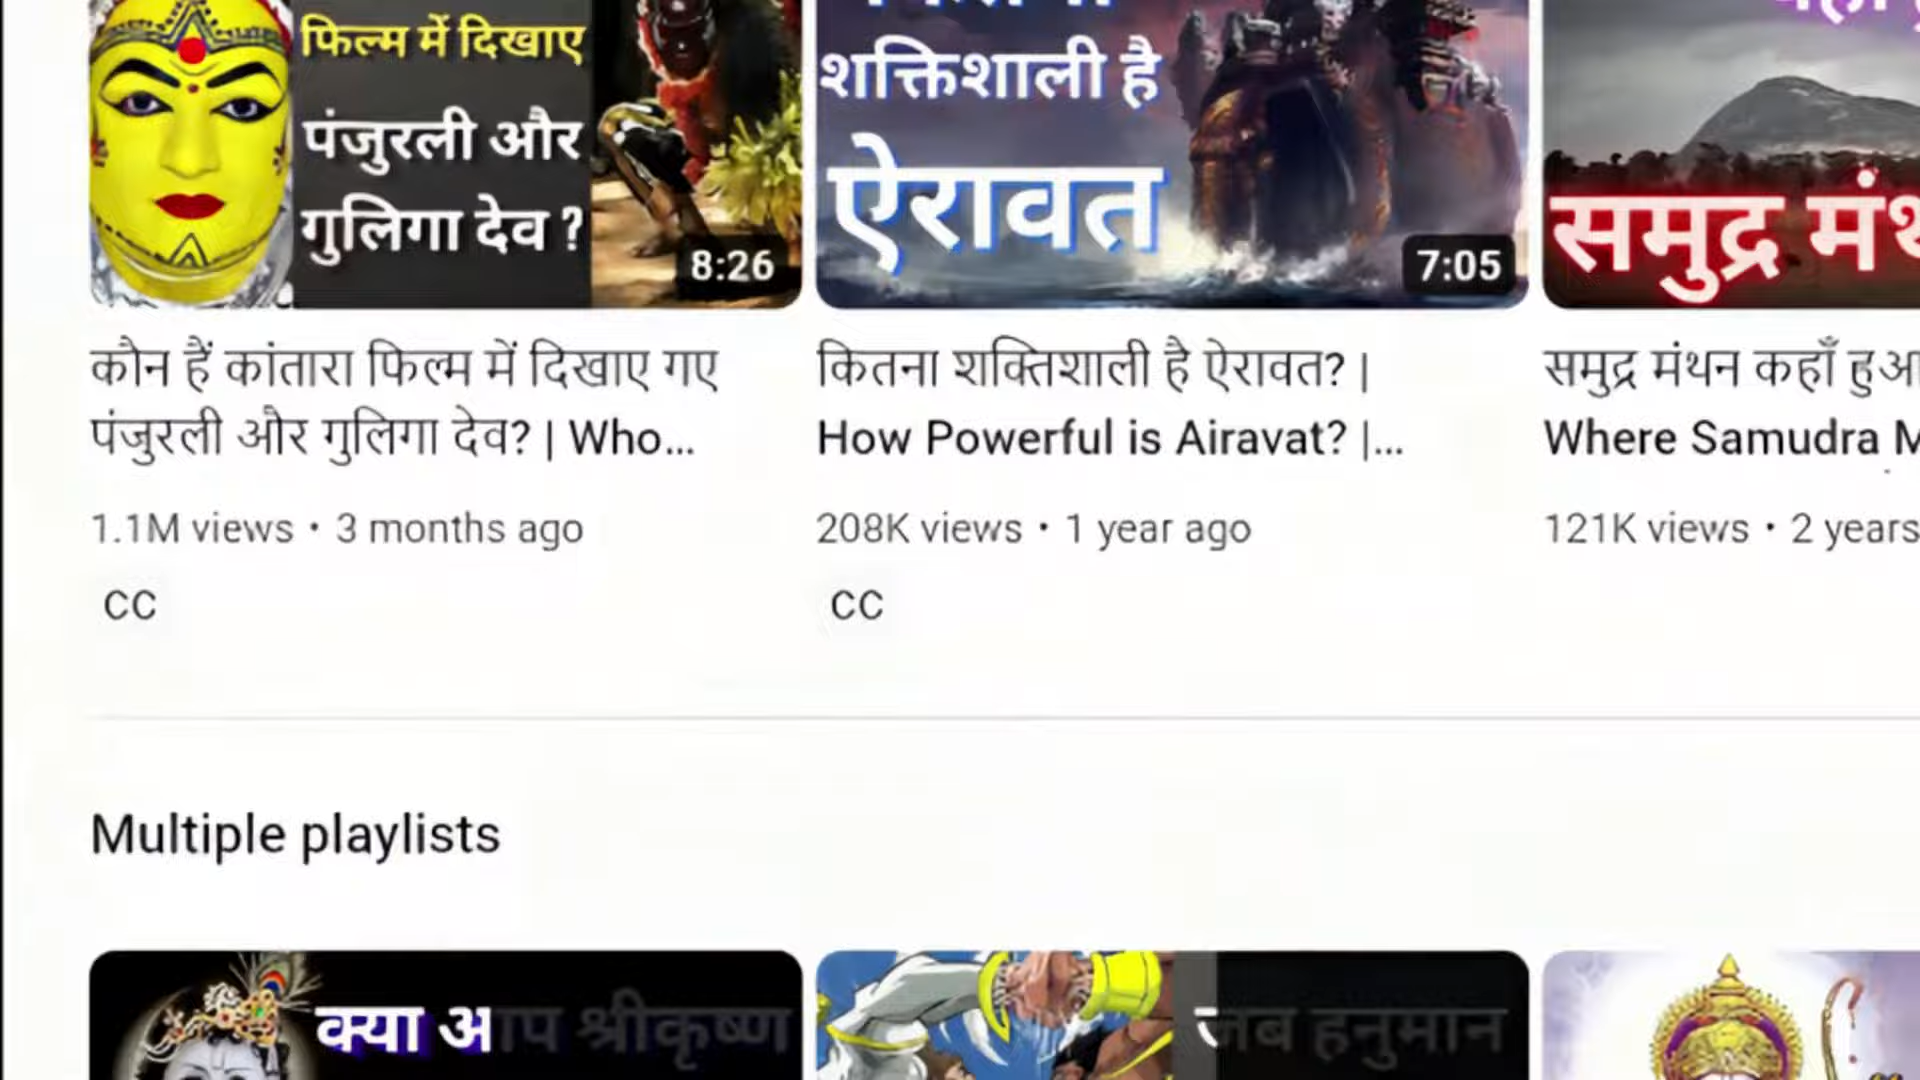 फिल्म में दिखाए
पंजुरली और
गुलिगा देव ?
8:26
शक्तिशाली है
ऐरावत
7:05
समुद्र
कौन हैं कांतारा फिल्म में दिखाए गए
पंजुरली और गुलिगा देव? | Who...
1.1M views • 3 months ago
CC
कितना शक्तिशाली है ऐरावत? |
How Powerful is Airavat? |...
208K views • 1 year ago
CC
समुद्र मंथन कहाँ हुआ
Where Samudra M
121K views • 2 years
Multiple playlists
क्या आप श्रीकृष्ण
जब हनुमान